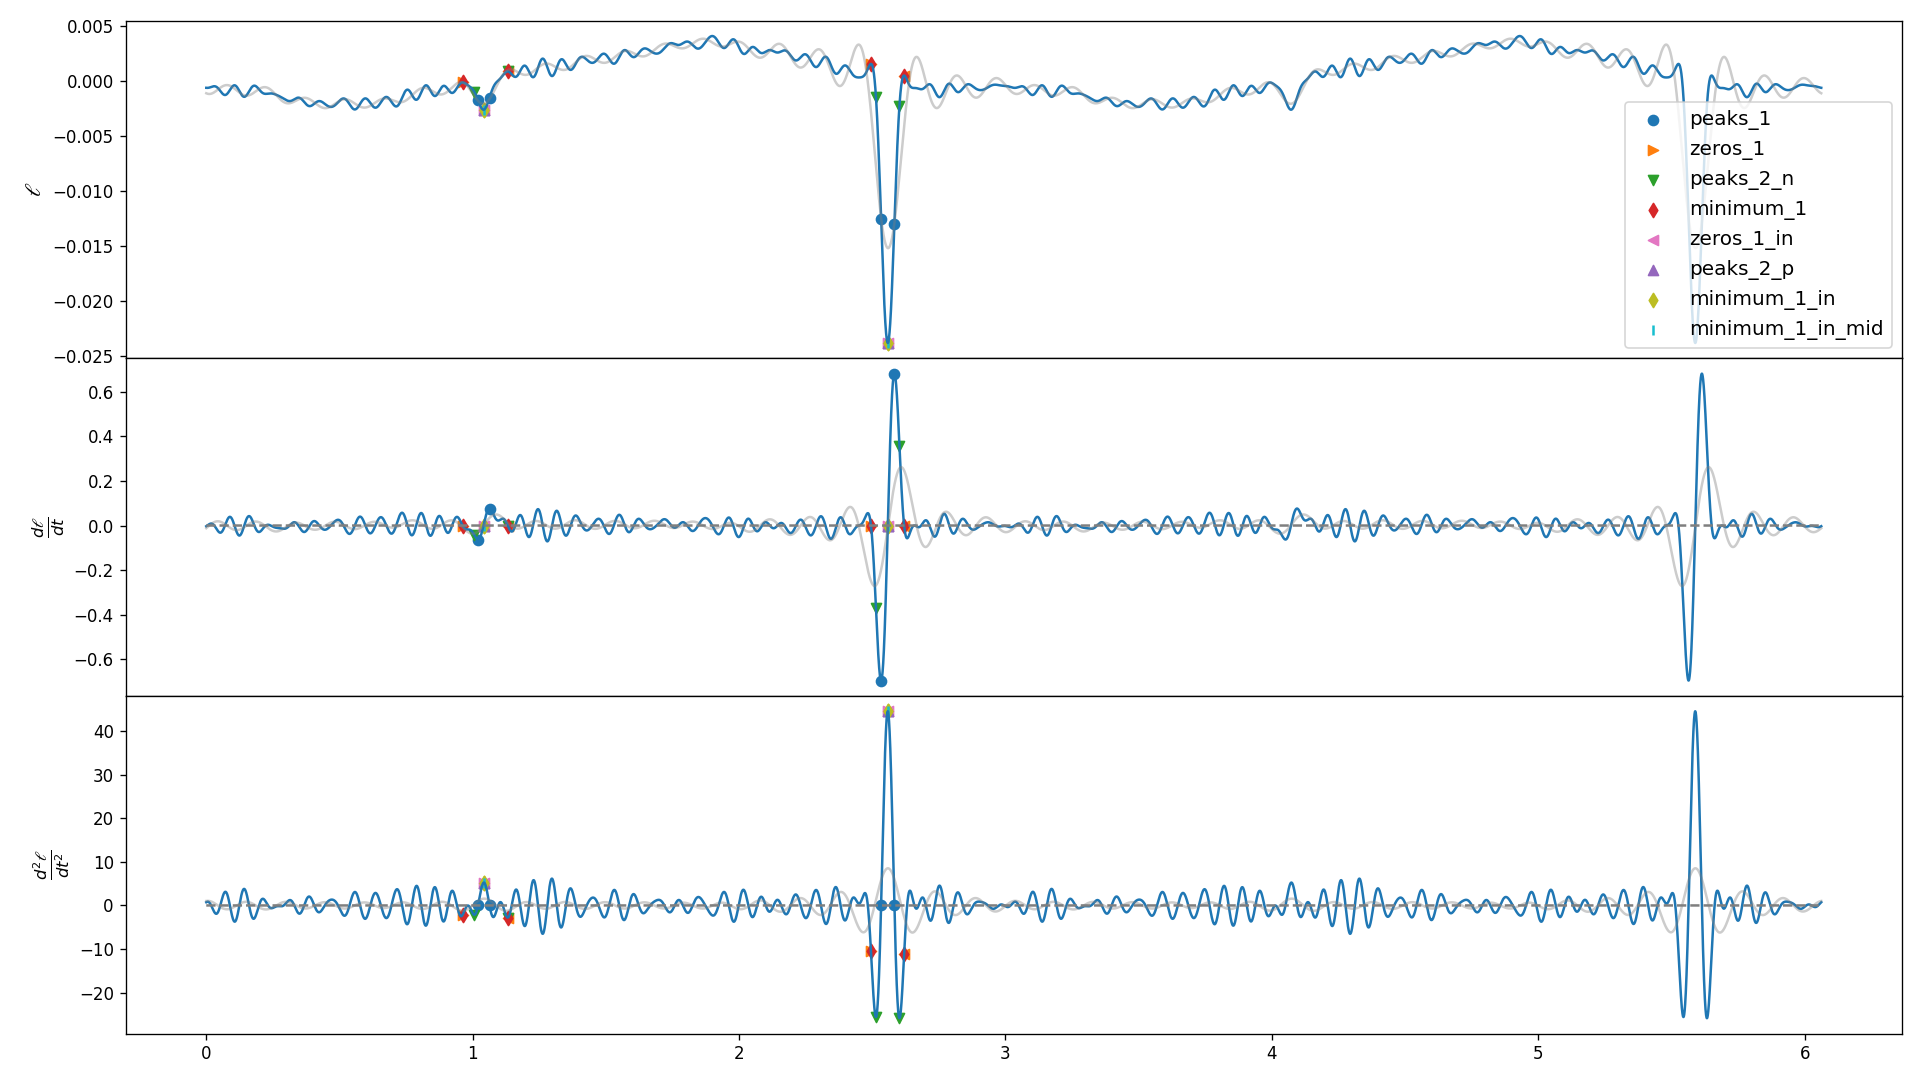 0.005
0.000
−0.005
−0.010
−0.015
−0.020
−0.025
ℓ
peaks_1
zeros_1
peaks_2_n
minimum_1
zeros_1_in
peaks_2_p
minimum_1_in
minimum_1_in_mid
0.6
0.4
0.2
0.0
−0.2
−0.4
−0.6
dℓ
dt
40
30
20
10
0
−10
−20
d²ℓ
dt²
0 1 2 3 4 5 6